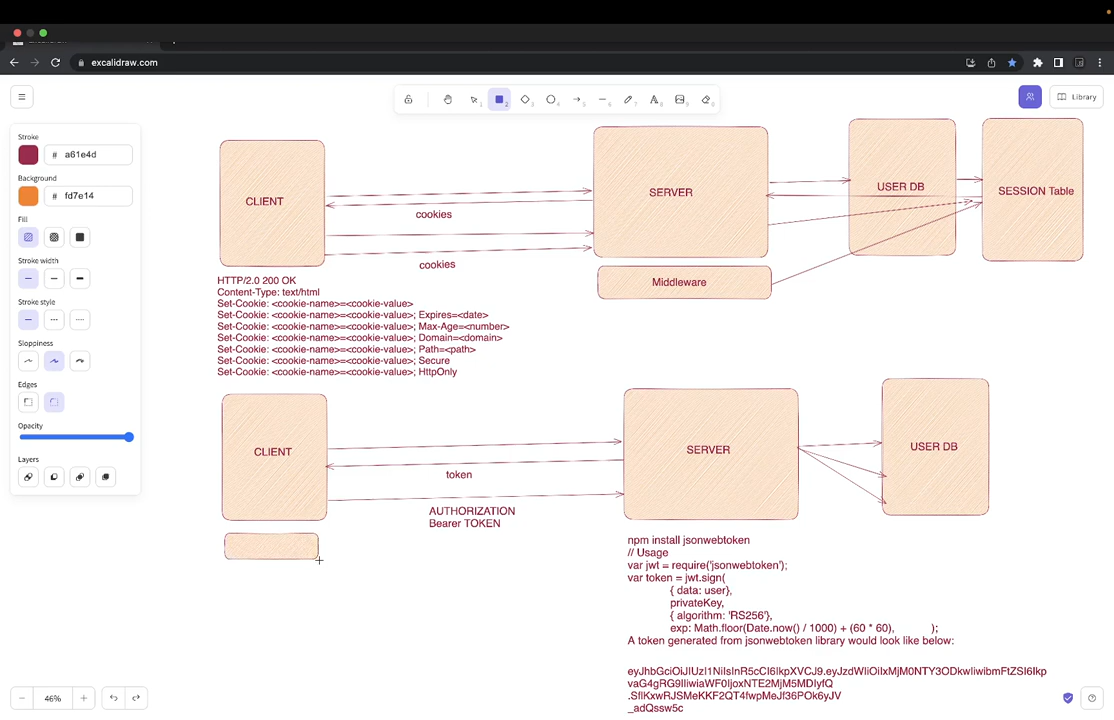 excalidraw.com
Library
Stroke
# a61e4d
Background
# fd7e14
Fill
Stroke width
Stroke style
Sloppiness
Edges
Opacity
Layers
46%
CLIENT
SERVER
USER DB
SESSION Table
cookies
cookies
Middleware
HTTP/2.0 200 OK
Content-Type: text/html
Set-Cookie: <cookie-name>=<cookie-value>
Set-Cookie: <cookie-name>=<cookie-value>; Expires=<date>
Set-Cookie: <cookie-name>=<cookie-value>; Max-Age=<number>
Set-Cookie: <cookie-name>=<cookie-value>; Domain=<domain>
Set-Cookie: <cookie-name>=<cookie-value>; Path=<path>
Set-Cookie: <cookie-name>=<cookie-value>; Secure
Set-Cookie: <cookie-name>=<cookie-value>; HttpOnly
CLIENT
SERVER
USER DB
token
AUTHORIZATION
Bearer TOKEN
npm install jsonwebtoken
// Usage
var jwt = require('jsonwebtoken');
var token = jwt.sign(
{ data: user},
privateKey,
{ algorithm: 'RS256'},
exp: Math.floor(Date.now() / 1000) + (60 * 60), );
A token generated from jsonwebtoken library would look like below:
eyJhbGciOiJIUzI1NiIsInR5cCI6IkpXVCJ9.eyJzdWIiOiIxMjM0NTY3ODkwIiwibmFtZSI6Ikp
vaG4gRG9lIiwiaWF0IjoxNTE2MjM5MDIyfQ
.SflKxwRJSMeKKF2QT4fwpMeJf36POk6yJV
_adQssw5c